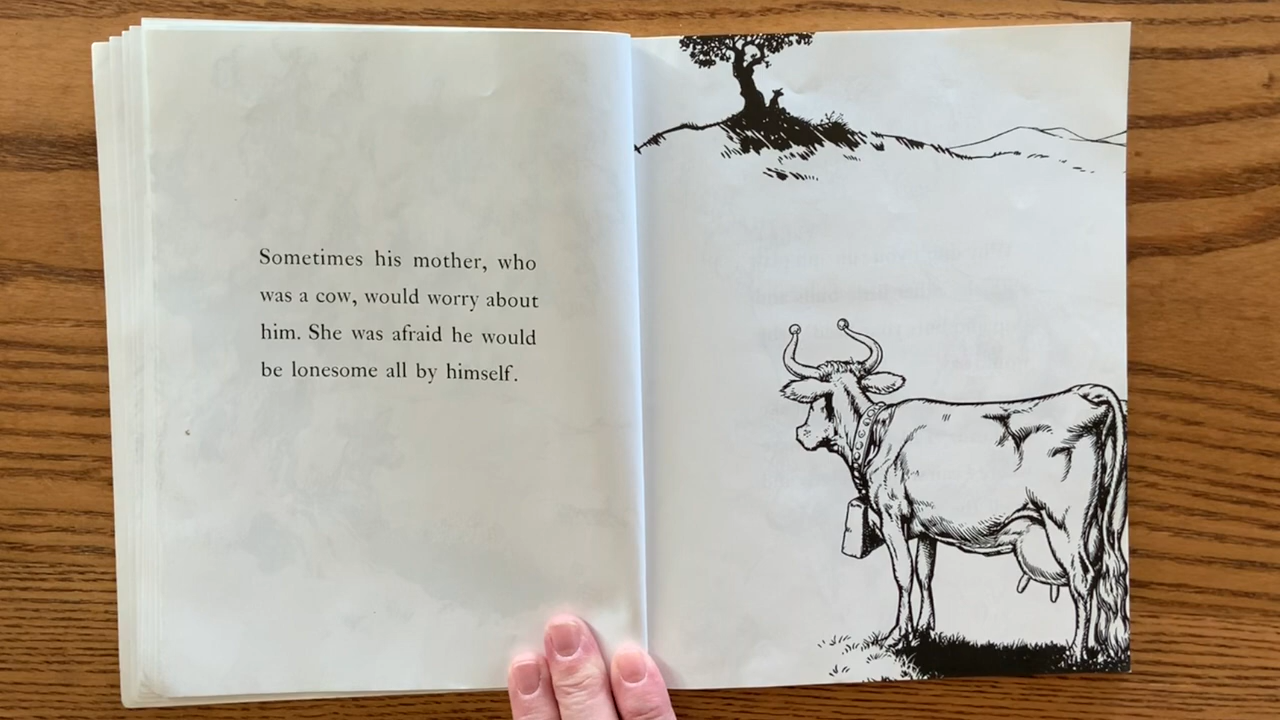 Sometimes his mother, who
was a cow, would worry about
him. She was afraid he would
be lonesome all by himself.